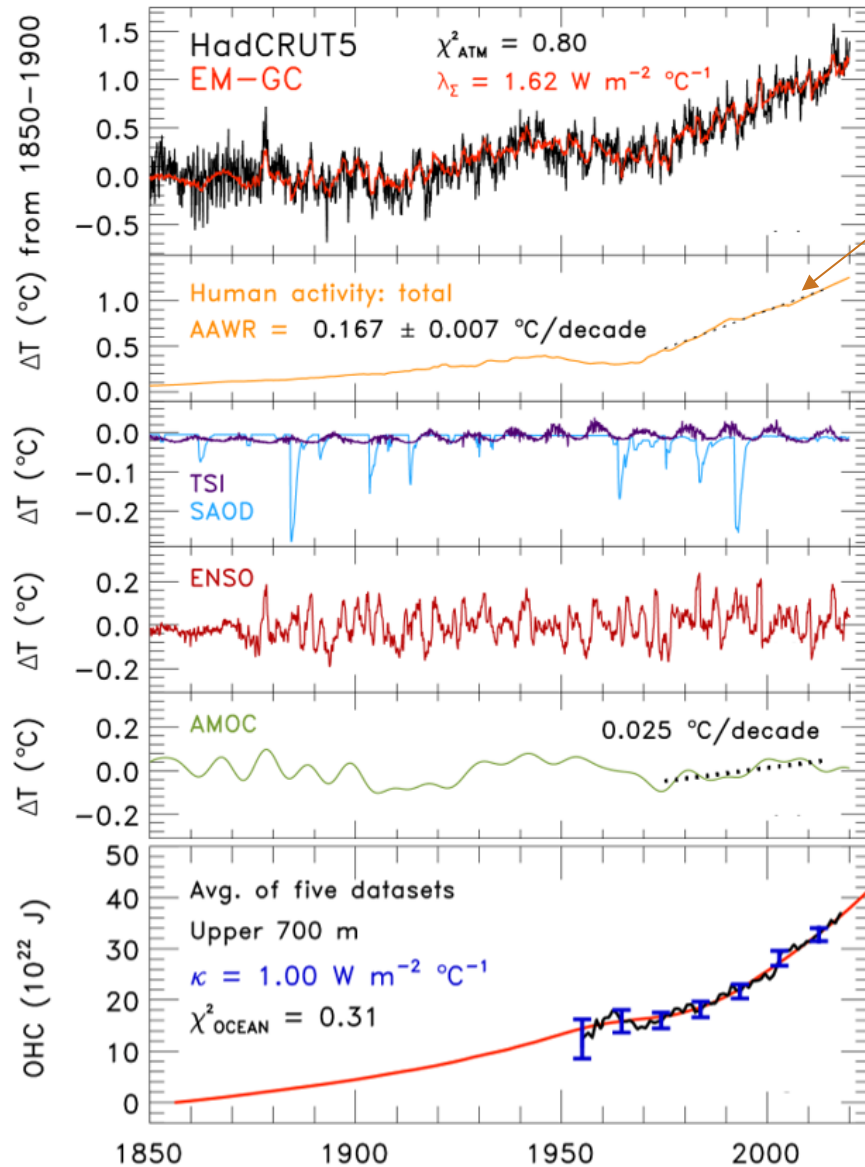 ΔT (°C) from 1850−1900
1.5
1.0
0.5
0.0
−0.5
HadCRUT5
χ²ATM = 0.80
EM−GC
λΣ = 1.62 W m⁻² °C⁻¹
1.0
0.5
0.0
Human activity: total
AAWR = 0.167 ± 0.007 °C/decade
ΔT (°C)
0.0
−0.1
−0.2
TSI
SAOD
ΔT (°C)
0.2
0.0
−0.2
ENSO
ΔT (°C)
0.2
0.0
−0.2
AMOC
0.025 °C/decade
OHC (10²² J)
50
40
30
20
10
0
Avg. of five datasets
Upper 700 m
κ = 1.00 W m⁻² °C⁻¹
χ²OCEAN = 0.31
1850 1900 1950 2000